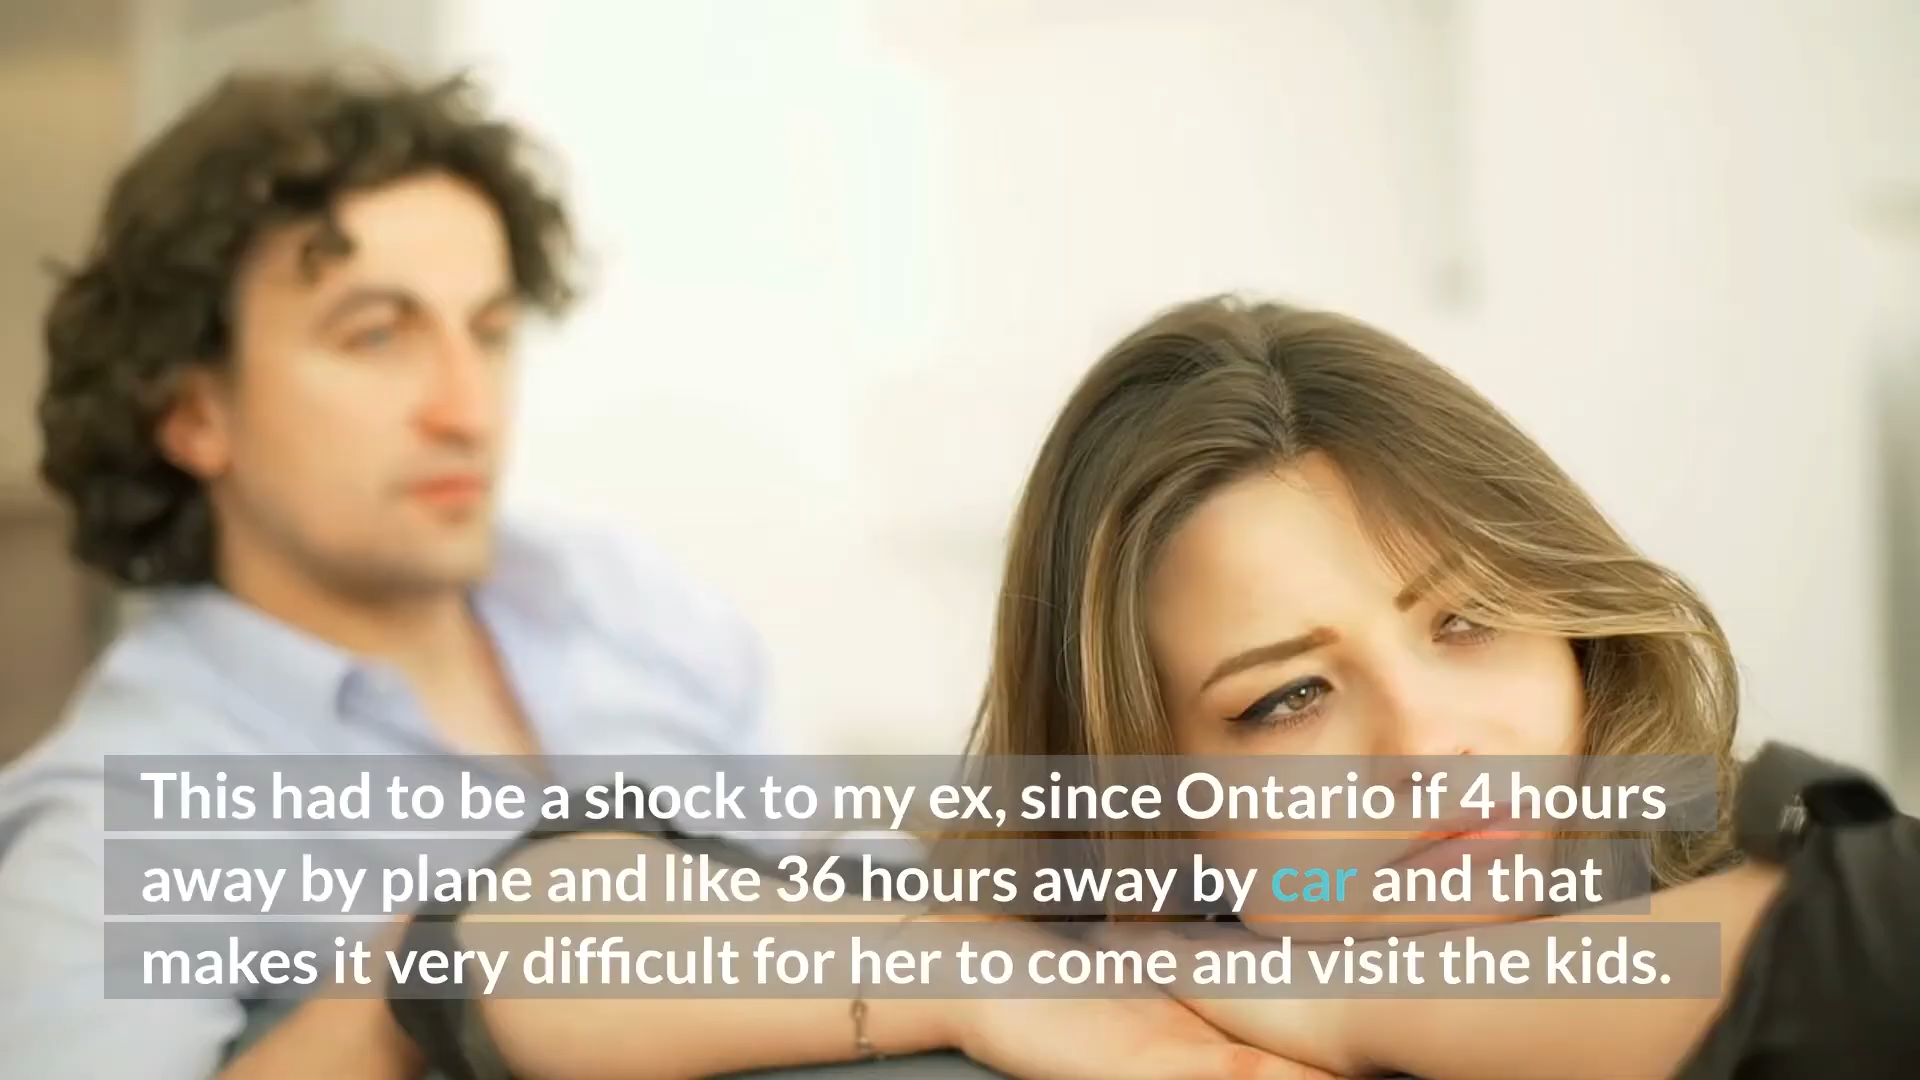 This had to be a shock to my ex, since Ontario if 4 hours
away by plane and like 36 hours away by car and that
makes it very difficult for her to come and visit the kids.